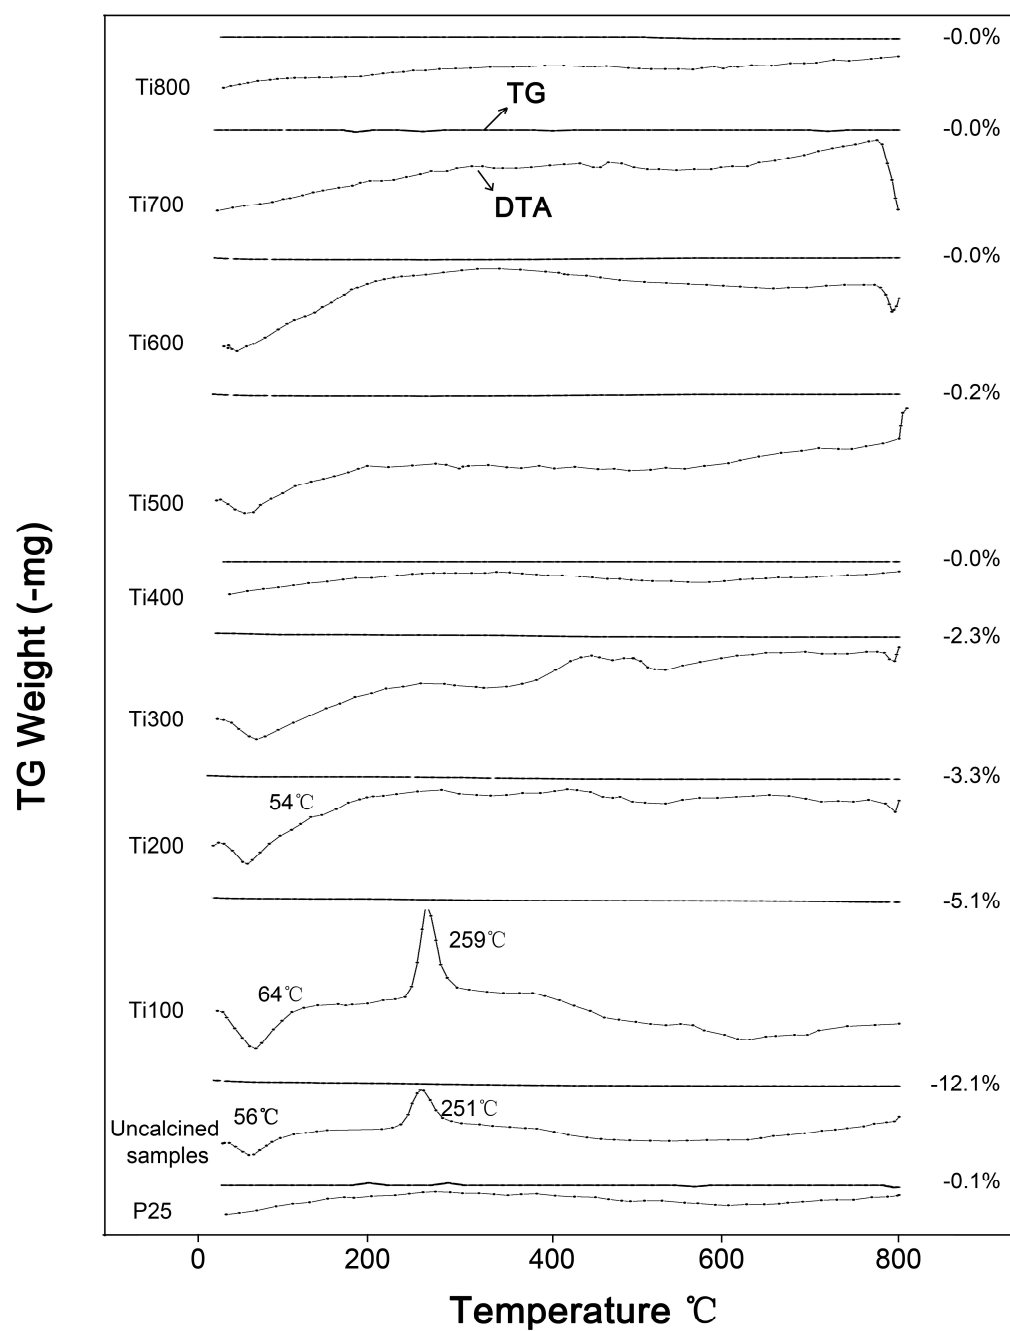 -0.0%
Ti800
TG
-0.0%
Ti700
DTA
-0.0%
Ti600
-0.2%
Ti500
-0.0%
Ti400
-2.3%
Ti300
-3.3%
54℃
Ti200
-5.1%
259℃
64℃
Ti100
-12.1%
56℃
251℃
Uncalcined
samples
-0.1%
P25
0 200 400 600 800
Temperature ℃
TG Weight (-mg)